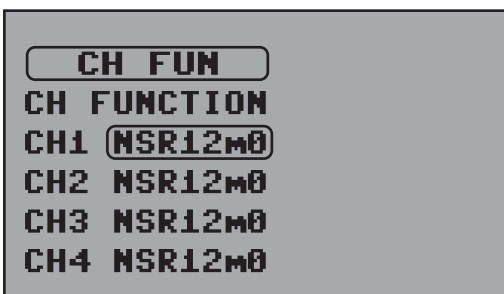 CH FUN
CH FUNCTION
CH1 NSR12m0
CH2 NSR12m0
CH3 NSR12m0
CH4 NSR12m0